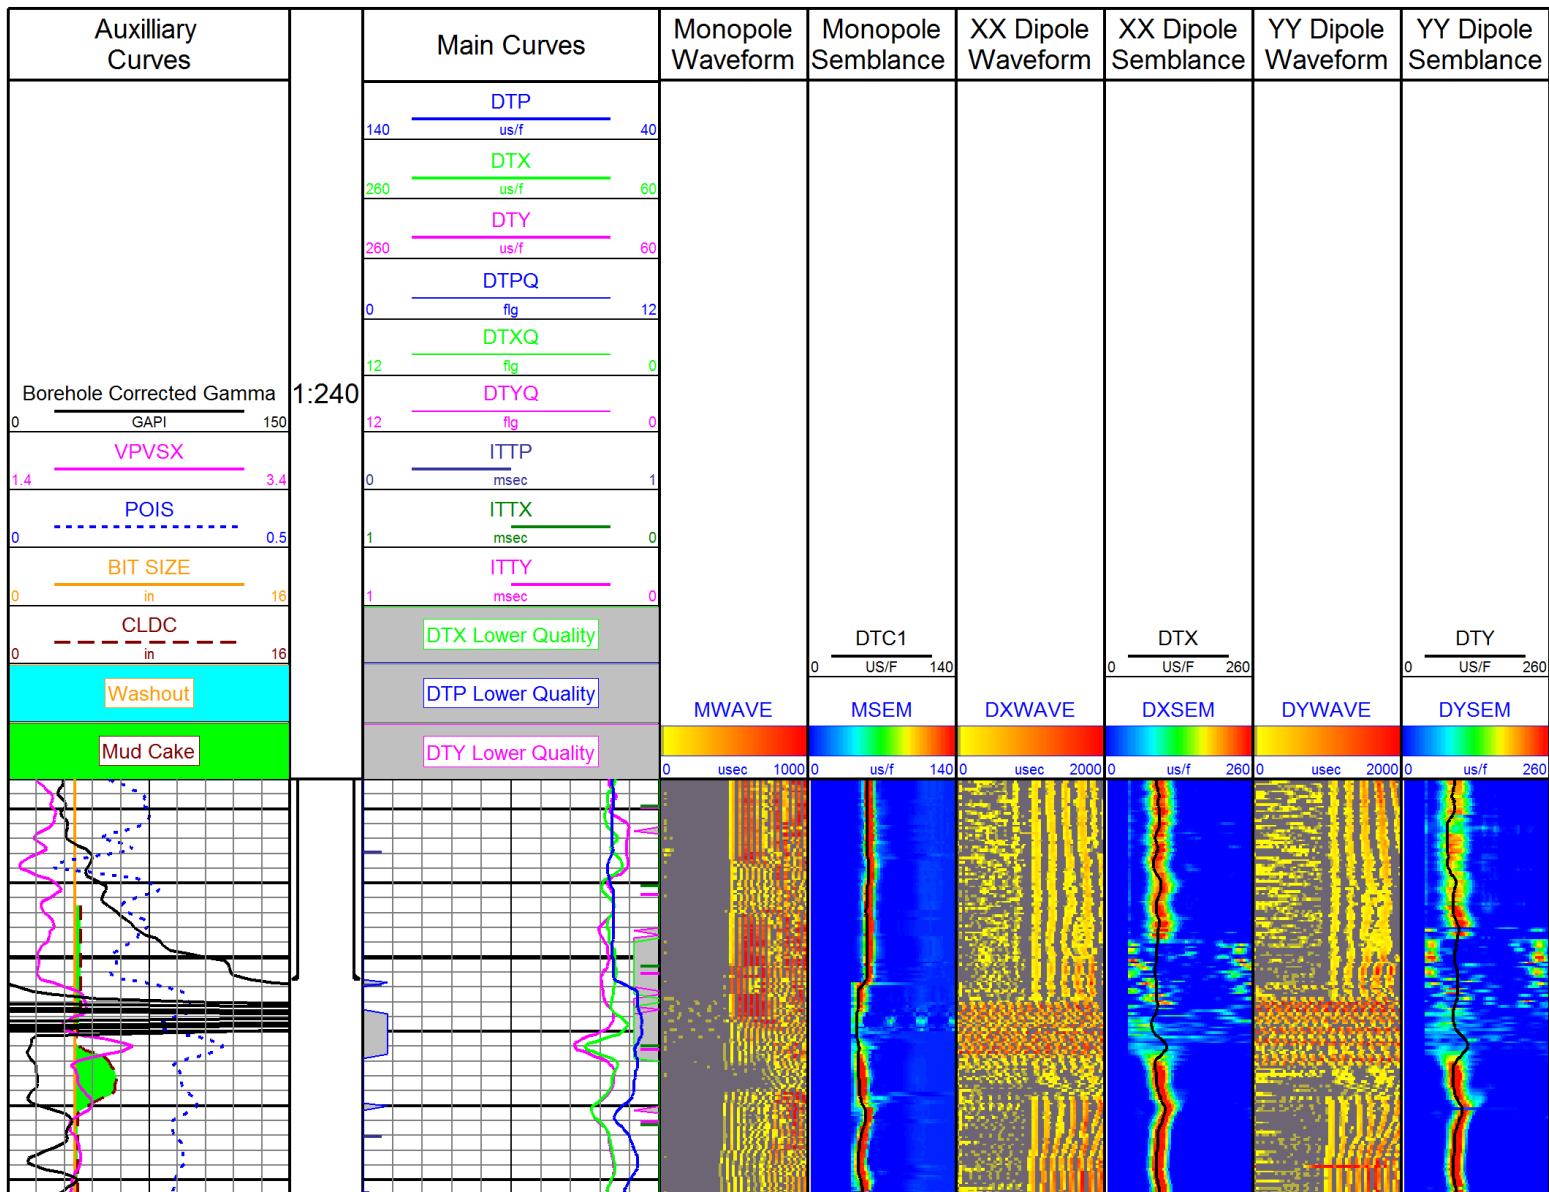 Auxilliary
Curves
Main Curves
Monopole
Waveform
Monopole
Semblance
XX Dipole
Waveform
XX Dipole
Semblance
YY Dipole
Waveform
YY Dipole
Semblance
Borehole Corrected Gamma
0 GAPI 150
VPVSX
1.4 3.4
POIS
0 0.5
BIT SIZE
0 in 16
CLDC
0 in 16
Washout
Mud Cake
1:240
DTP
140 us/f 40
DTX
260 us/f 60
DTY
260 us/f 60
DTPQ
0 flg 12
DTXQ
12 flg 0
DTYQ
12 flg 0
ITTP
0 msec 1
ITTX
1 msec 0
ITTY
1 msec 0
DTX Lower Quality
DTP Lower Quality
DTY Lower Quality
MWAVE
0 usec 1000
DTC1
0 US/F 140
MSEM
0 us/f 140
DXWAVE
0 usec 2000
DTX
0 US/F 260
DXSEM
0 us/f 260
DYWAVE
0 usec 2000
DTY
0 US/F 260
DYSEM
0 us/f 260